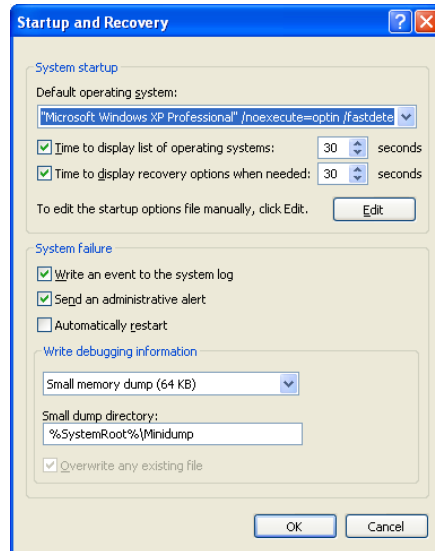 Startup and Recovery
System startup
Default operating system:
"Microsoft Windows XP Professional" /noexecute=optin /fastdete
Time to display list of operating systems: 30 seconds
Time to display recovery options when needed: 30 seconds
To edit the startup options file manually, click Edit. Edit
System failure
Write an event to the system log
Send an administrative alert
Automatically restart
Write debugging information
Small memory dump (64 KB)
Small dump directory:
%SystemRoot%\Minidump
Overwrite any existing file
OK Cancel